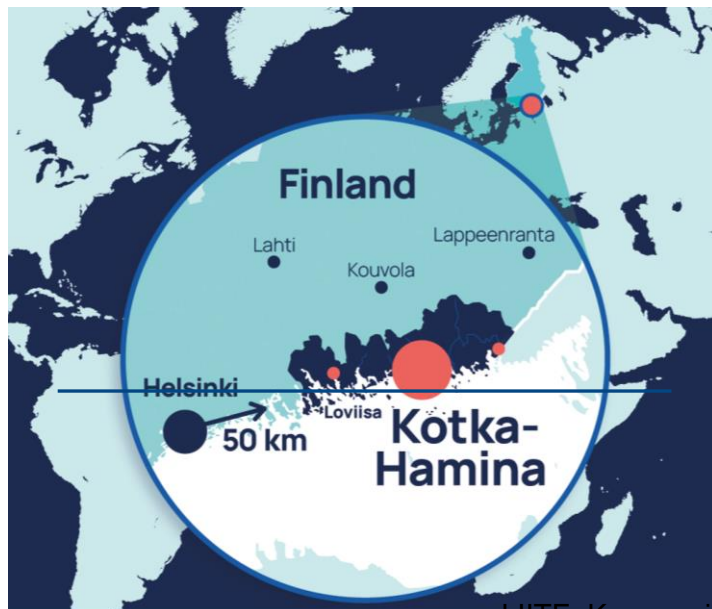 Finland
Lahti
Lappeenranta
Kouvola
Helsinki
50 km
Loviisa
Kotka-
Hamina